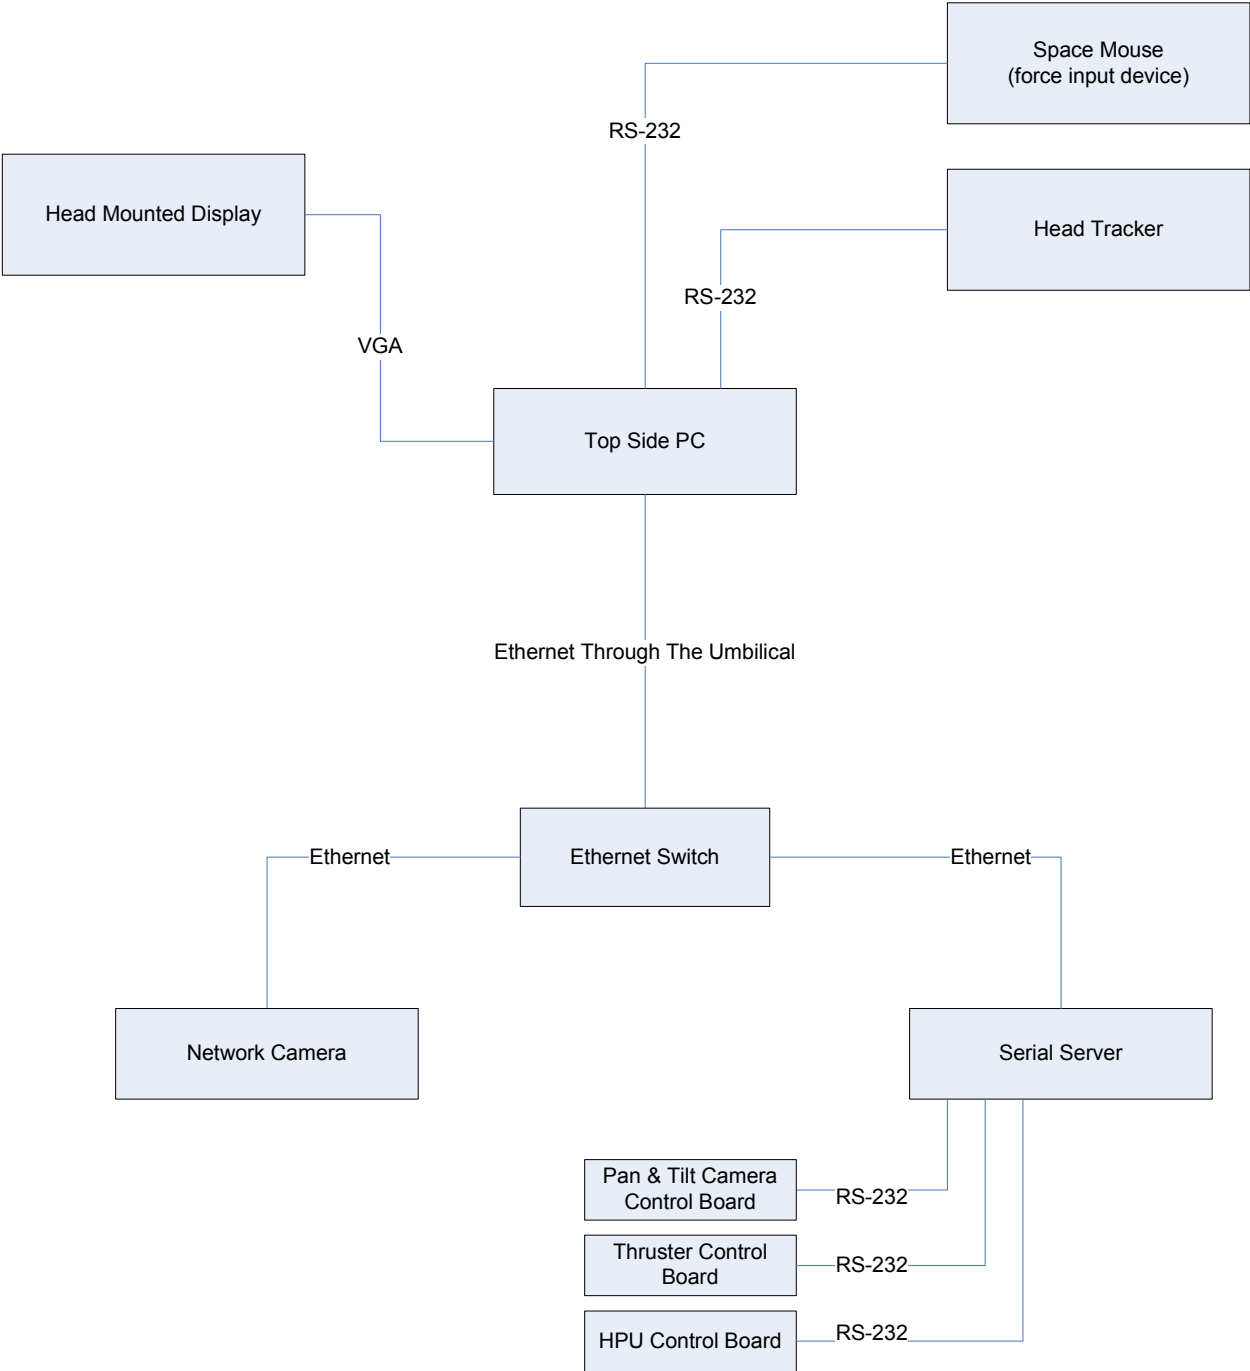 Space Mouse
(force input device)
RS-232
Head Mounted Display
Head Tracker
RS-232
VGA
Top Side PC
Ethernet Through The Umbilical
Ethernet
Ethernet Switch
Ethernet
Network Camera
Serial Server
Pan & Tilt Camera
Control Board
RS-232
Thruster Control
Board
RS-232
HPU Control Board
RS-232